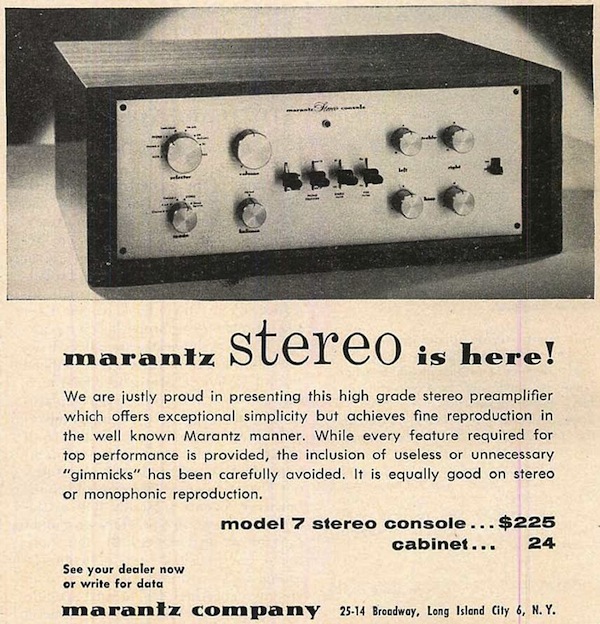 marantz Stereo console
selector
volume
treble
left
right
bass
balance
marantz stereo is here!
We are justly proud in presenting this high grade stereo preamplifier
which offers exceptional simplicity but achieves fine reproduction in
the well known Marantz manner. While every feature required for
top performance is provided, the inclusion of useless or unnecessary
"gimmicks" has been carefully avoided. It is equally good on stereo
or monophonic reproduction.
model 7 stereo console...$225
cabinet... 24
See your dealer now
or write for data
marantz company 25-14 Broadway, Long Island City 6, N. Y.